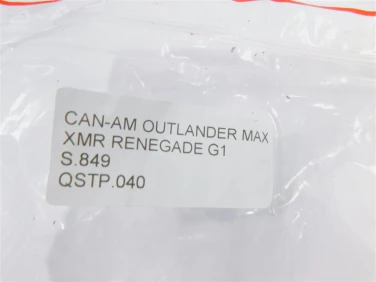 CAN-AM OUTLANDER MAX
XMR RENEGADE G1
S.849
QSTP.040